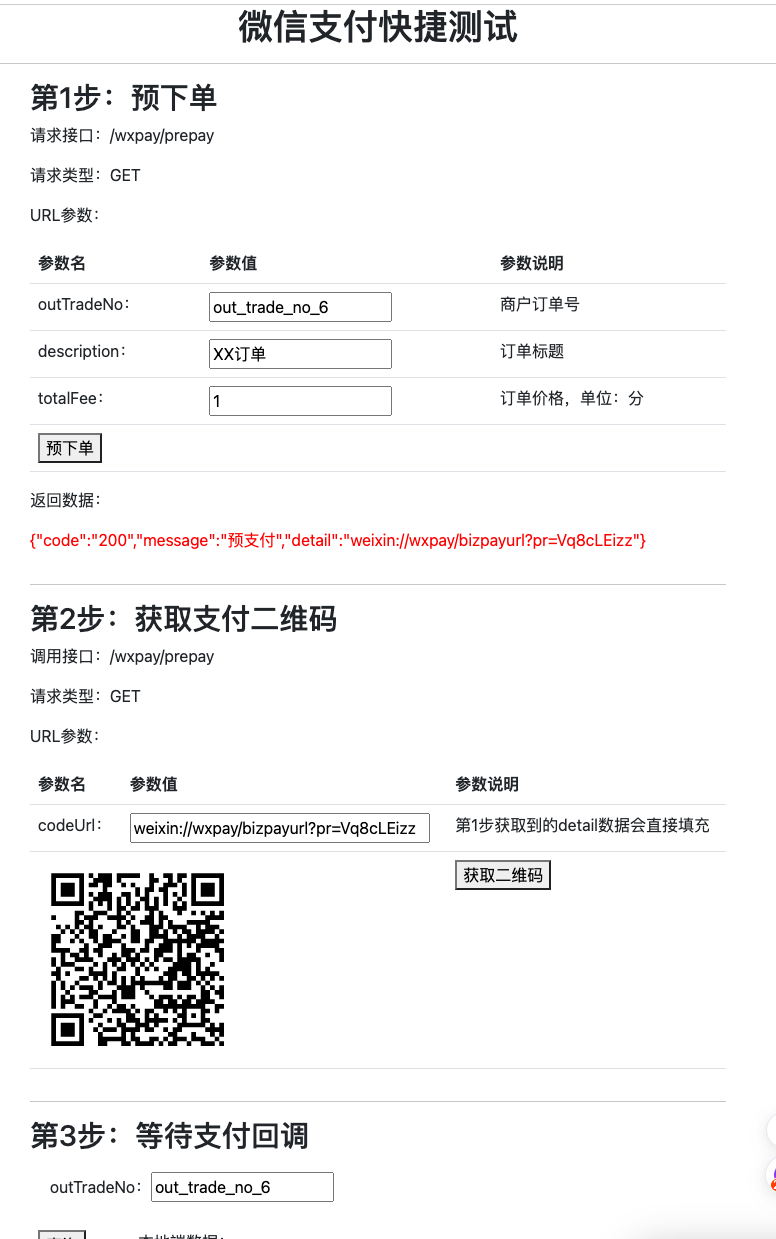 微信支付快捷测试
第1步：预下单
请求接口：/wxpay/prepay
请求类型：GET
URL参数：
参数名 参数值 参数说明
outTradeNo： out_trade_no_6 商户订单号
description： XX订单 订单标题
totalFee： 1 订单价格，单位：分
预下单
返回数据：
{"code":"200","message":"预支付","detail":"weixin://wxpay/bizpayurl?pr=Vq8cLEizz"}
第2步：获取支付二维码
调用接口：/wxpay/prepay
请求类型：GET
URL参数：
参数名 参数值 参数说明
codeUrl： weixin://wxpay/bizpayurl?pr=Vq8cLEizz 第1步获取到的detail数据会直接填充
获取二维码
第3步：等待支付回调
outTradeNo： out_trade_no_6